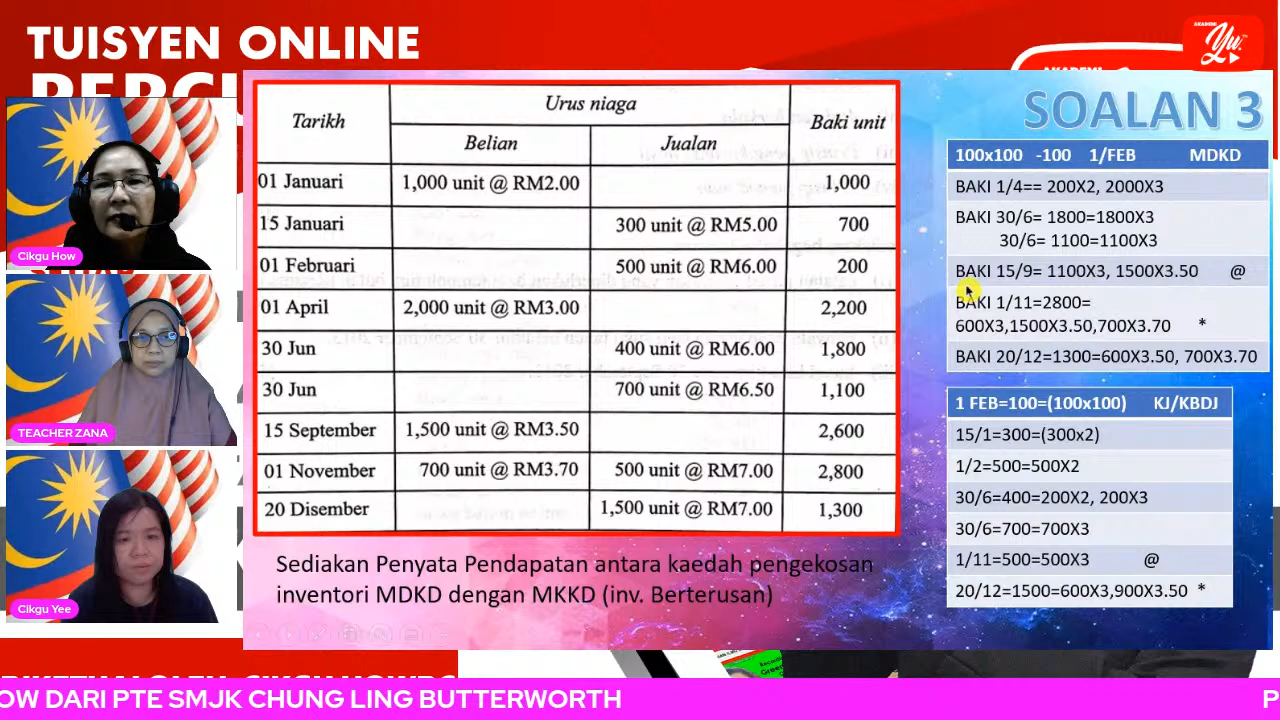 TUISYEN ONLINE
AKADEMI
Yu
Cikgu How
TEACHER ZANA
Cikgu Yee
Tarikh Urus niaga Baki unit
Belian Jualan
01 Januari 1,000 unit @ RM2.00 1,000
15 Januari 300 unit @ RM5.00 700
01 Februari 500 unit @ RM6.00 200
01 April 2,000 unit @ RM3.00 2,200
30 Jun 400 unit @ RM6.00 1,800
30 Jun 700 unit @ RM6.50 1,100
15 September 1,500 unit @ RM3.50 2,600
01 November 700 unit @ RM3.70 500 unit @ RM7.00 2,800
20 Disember 1,500 unit @ RM7.00 1,300
Sediakan Penyata Pendapatan antara kaedah pengekosan
inventori MDKD dengan MKKD (inv. Berterusan)
SOALAN 3
100x100 -100 1/FEB MDKD
BAKI 1/4== 200X2, 2000X3
BAKI 30/6= 1800=1800X3
30/6= 1100=1100X3
BAKI 15/9= 1100X3, 1500X3.50 @
BAKI 1/11=2800=
600X3,1500X3.50,700X3.70 *
BAKI 20/12=1300=600X3.50, 700X3.70
1 FEB=100=(100x100) KJ/KBDJ
15/1=300=(300x2)
1/2=500=500X2
30/6=400=200X2, 200X3
30/6=700=700X3
1/11=500=500X3 @
20/12=1500=600X3,900X3.50 *
OW DARI PTE SMJK CHUNG LING BUTTERWORTH
P